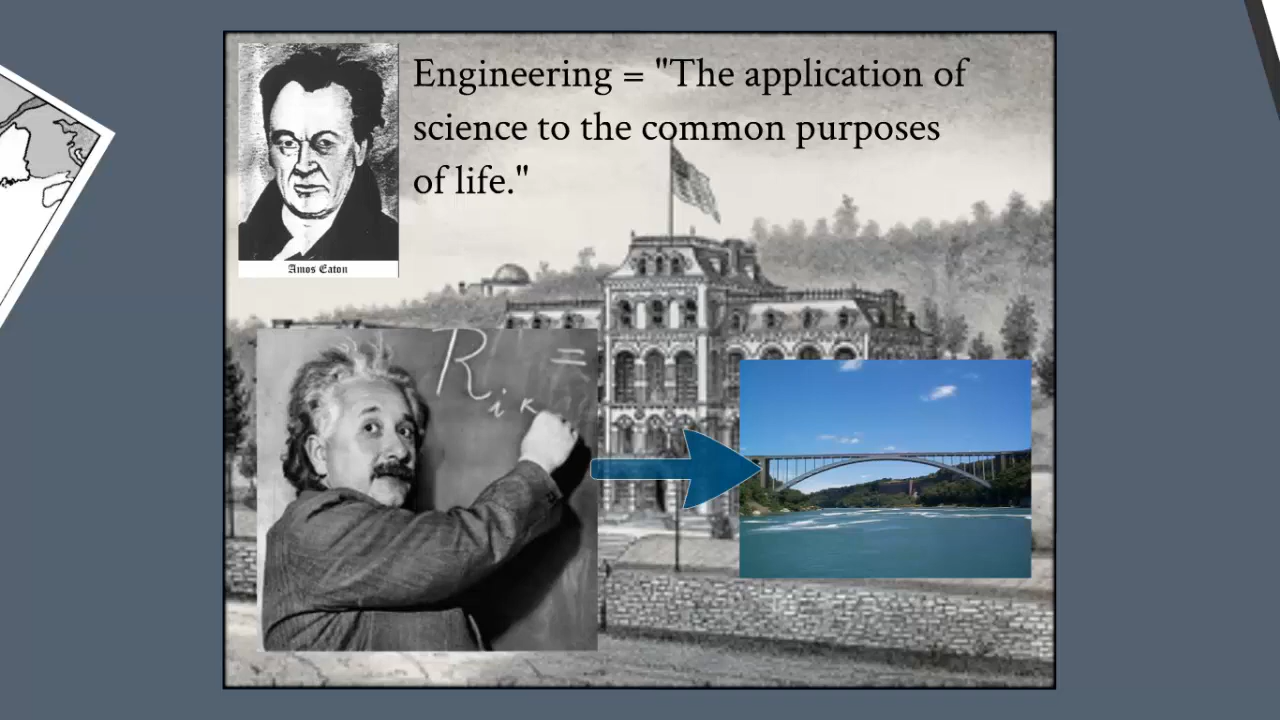 Engineering = "The application of
science to the common purposes
of life."
Amos Eaton
R i κ =